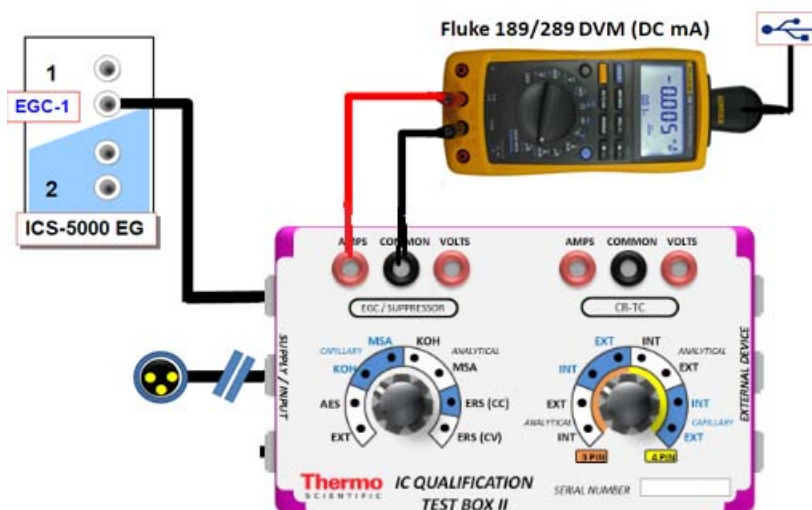 Fluke 189/289 DVM (DC mA)
1
EGC-1
2
ICS-5000 EG
5000
AMPS COMMON VOLTS
AMPS COMMON VOLTS
EGC / SUPPRESSOR
CR-TC
SUPPLY / INPUT
EXTERNAL DEVICE
CAPILLARY
MSA
KOH
ANALYTICAL
KOH
MSA
AES
ERS (CC)
EXT
ERS (CV)
EXT
INT
ANALYTICAL
INT
EXT
EXT
INT
ANALYTICAL
CAPILLARY
INT
EXT
3 PIN
4 PIN
Thermo
SCIENTIFIC
IC QUALIFICATION
TEST BOX II
SERIAL NUMBER